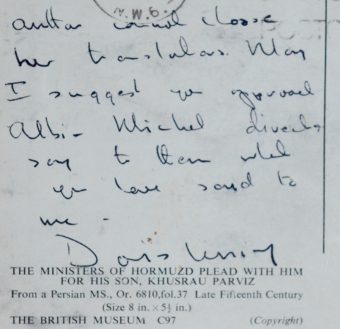 N.W.6.
author cannot choose
her translators. May
I suggest you approach
Albin Michel directly
say to them what
you have said to
me -
Doris Lessing
THE MINISTERS OF HORMUZD PLEAD WITH HIM
FOR HIS SON, KHUSRAU PARVIZ
From a Persian MS., Or. 6810,fol.37 Late Fifteenth Century
(Size 8 in. × 5½ in.)
THE BRITISH MUSEUM C97 (Copyright)